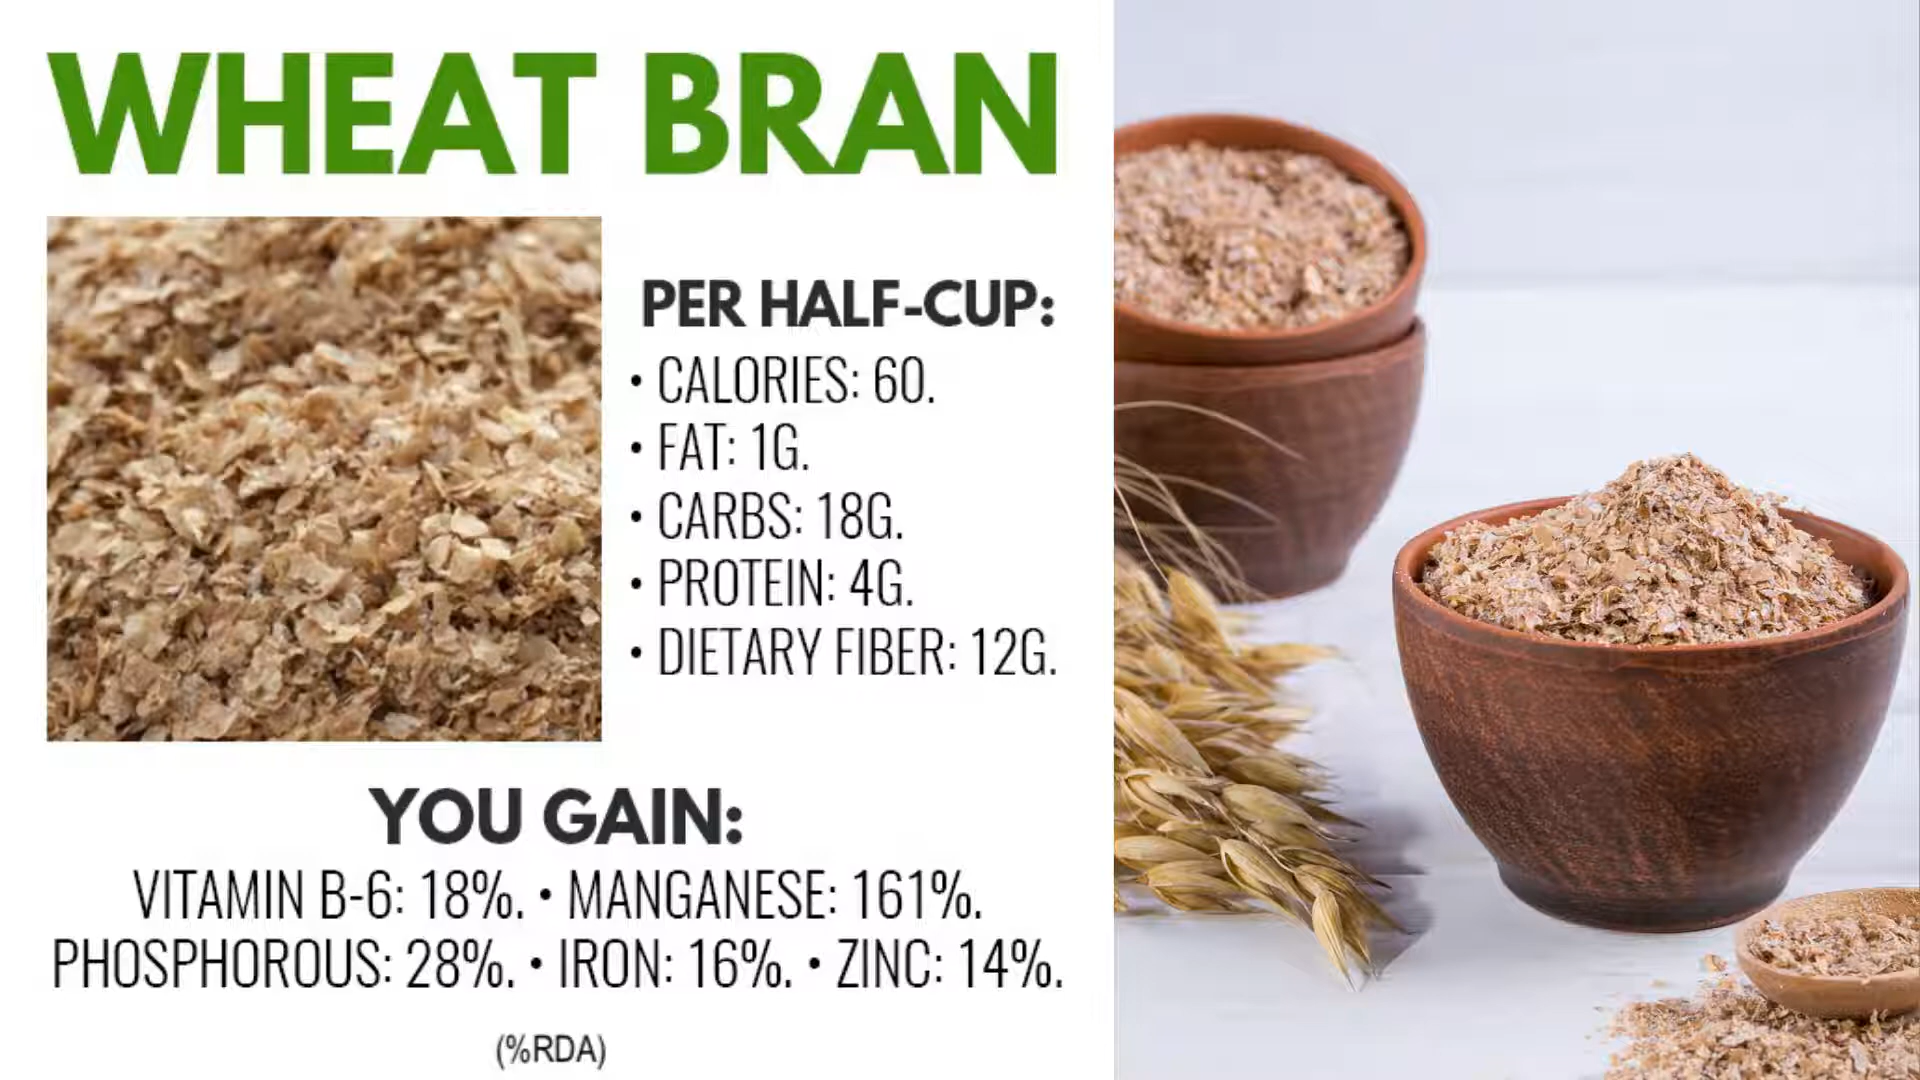 WHEAT BRAN
PER HALF-CUP:
• CALORIES: 60.
• FAT: 1G.
• CARBS: 18G.
• PROTEIN: 4G.
• DIETARY FIBER: 12G.
YOU GAIN:
VITAMIN B-6: 18%. • MANGANESE: 161%.
PHOSPHOROUS: 28%. • IRON: 16%. • ZINC: 14%.
(%RDA)